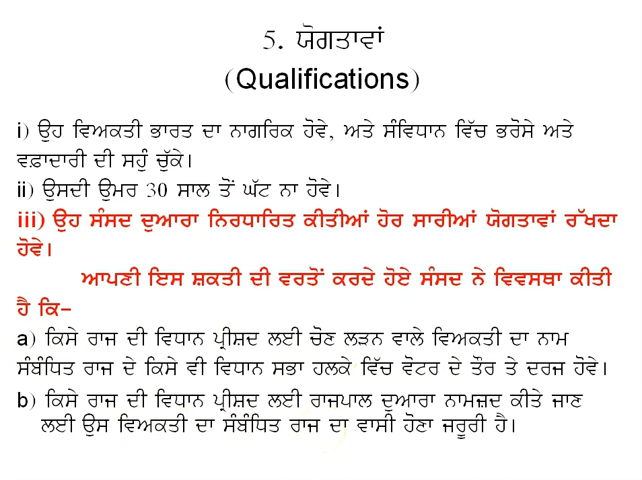 5. ਯੋਗਤਾਵਾਂ
(Qualifications)
i) ਉਹ ਵਿਅਕਤੀ ਭਾਰਤ ਦਾ ਨਾਗਰਿਕ ਹੋਵੇ, ਅਤੇ ਸੰਵਿਧਾਨ ਵਿੱਚ ਭਰੋਸੇ ਅਤੇ
ਵਫ਼ਾਦਾਰੀ ਦੀ ਸਹੁੰ ਚੁੱਕੇ।
ii) ਉਸਦੀ ਉਮਰ 30 ਸਾਲ ਤੋਂ ਘੱਟ ਨਾ ਹੋਵੇ।
iii) ਉਹ ਸੰਸਦ ਦੁਆਰਾ ਨਿਰਧਾਰਿਤ ਕੀਤੀਆਂ ਹੋਰ ਸਾਰੀਆਂ ਯੋਗਤਾਵਾਂ ਰੱਖਦਾ
ਹੋਵੇ।
ਆਪਣੀ ਇਸ ਸ਼ਕਤੀ ਦੀ ਵਰਤੋਂ ਕਰਦੇ ਹੋਏ ਸੰਸਦ ਨੇ ਵਿਵਸਥਾ ਕੀਤੀ
ਹੈ ਕਿ–
a) ਕਿਸੇ ਰਾਜ ਦੀ ਵਿਧਾਨ ਪ੍ਰੀਸ਼ਦ ਲਈ ਚੋਣ ਲੜਨ ਵਾਲੇ ਵਿਅਕਤੀ ਦਾ ਨਾਮ
ਸੰਬੰਧਿਤ ਰਾਜ ਦੇ ਕਿਸੇ ਵੀ ਵਿਧਾਨ ਸਭਾ ਹਲਕੇ ਵਿੱਚ ਵੋਟਰ ਦੇ ਤੌਰ ਤੇ ਦਰਜ ਹੋਵੇ।
b) ਕਿਸੇ ਰਾਜ ਦੀ ਵਿਧਾਨ ਪ੍ਰੀਸ਼ਦ ਲਈ ਰਾਜਪਾਲ ਦੁਆਰਾ ਨਾਮਜ਼ਦ ਕੀਤੇ ਜਾਣ
ਲਈ ਉਸ ਵਿਅਕਤੀ ਦਾ ਸੰਬੰਧਿਤ ਰਾਜ ਦਾ ਵਾਸੀ ਹੋਣਾ ਜਰੂਰੀ ਹੈ।